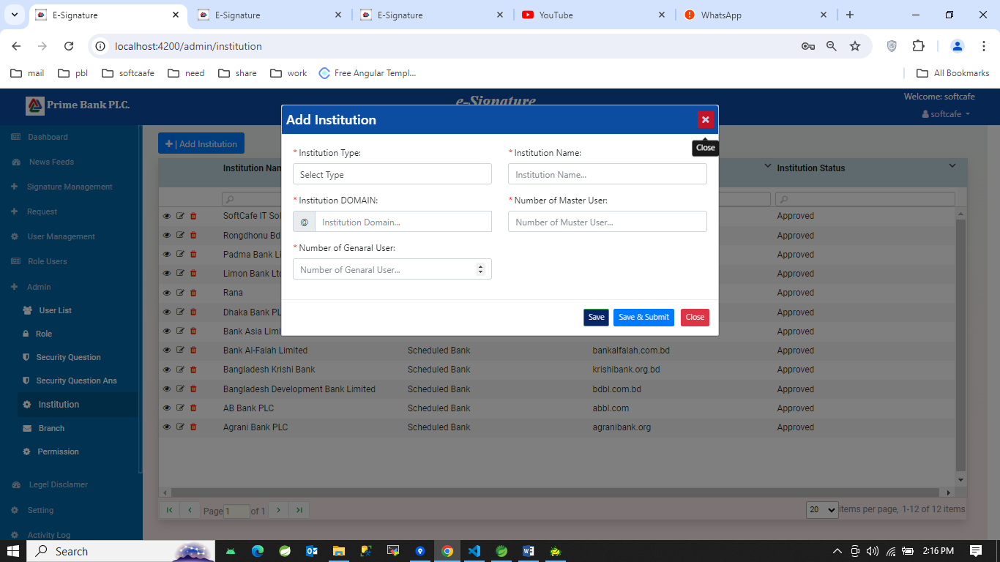 E-Signature
E-Signature
E-Signature
YouTube
WhatsApp
localhost:4200/admin/institution
mail
pbl
softcaafe
need
share
work
Free Angular Templ...
All Bookmarks
Prime Bank PLC.
e-Signature
Welcome: softcafe
softcafe
Dashboard
News Feeds
Signature Management
Request
User Management
Role Users
Admin
User List
Role
Security Question
Security Question Ans
Institution
Branch
Permission
Legel Disclamer
Setting
Activity Log
+ | Add Institution
Institution Status
Add Institution
Close
* Institution Type:
* Institution Name:
Select Type
Institution Name...
* Institution DOMAIN:
* Number of Master User:
@ Institution Domain...
Number of Muster User...
* Number of Genaral User:
Number of Genaral User...
Save
Save & Submit
Close
Institution Nam
SoftCafe IT Sol Approved
Rongdhonu Bd Approved
Padma Bank Li Approved
Limon Bank Ltd Approved
Rana Approved
Dhaka Bank PL Approved
Bank Asia Limi Approved
Bank Al-Falah Limited Scheduled Bank bankalfalah.com.bd Approved
Bangladesh Krishi Bank Scheduled Bank krishibank.org.bd Approved
Bangladesh Development Bank Limited Scheduled Bank bdbl.com.bd Approved
AB Bank PLC Scheduled Bank abbl.com Approved
Agrani Bank PLC Scheduled Bank agranibank.org Approved
Page 1 of 1
20 items per page, 1-12 of 12 items
Search
2:16 PM